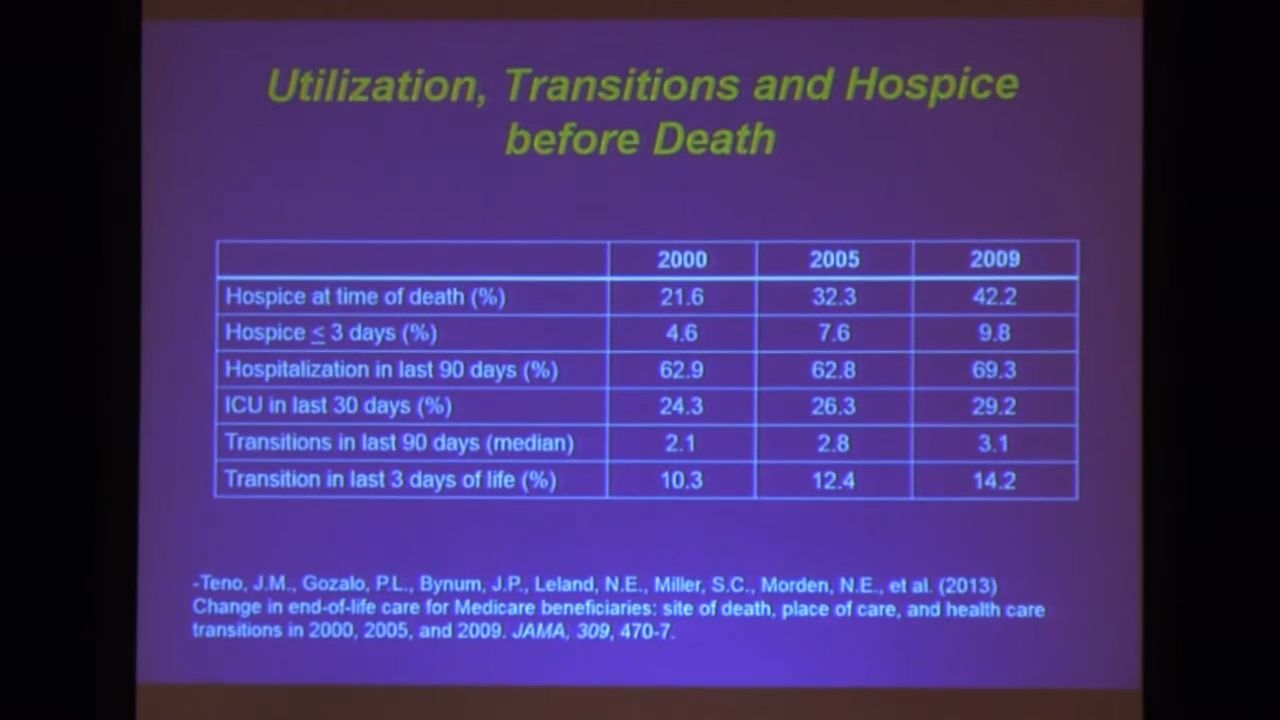 Utilization, Transitions and Hospice
before Death
2000 2005 2009
Hospice at time of death (%) 21.6 32.3 42.2
Hospice ≤ 3 days (%) 4.6 7.6 9.8
Hospitalization in last 90 days (%) 62.9 62.8 69.3
ICU in last 30 days (%) 24.3 26.3 29.2
Transitions in last 90 days (median) 2.1 2.8 3.1
Transition in last 3 days of life (%) 10.3 12.4 14.2
-Teno, J.M., Gozalo, P.L., Bynum, J.P., Leland, N.E., Miller, S.C., Morden, N.E., et al. (2013)
Change in end-of-life care for Medicare beneficiaries: site of death, place of care, and health care
transitions in 2000, 2005, and 2009. JAMA, 309, 470-7.